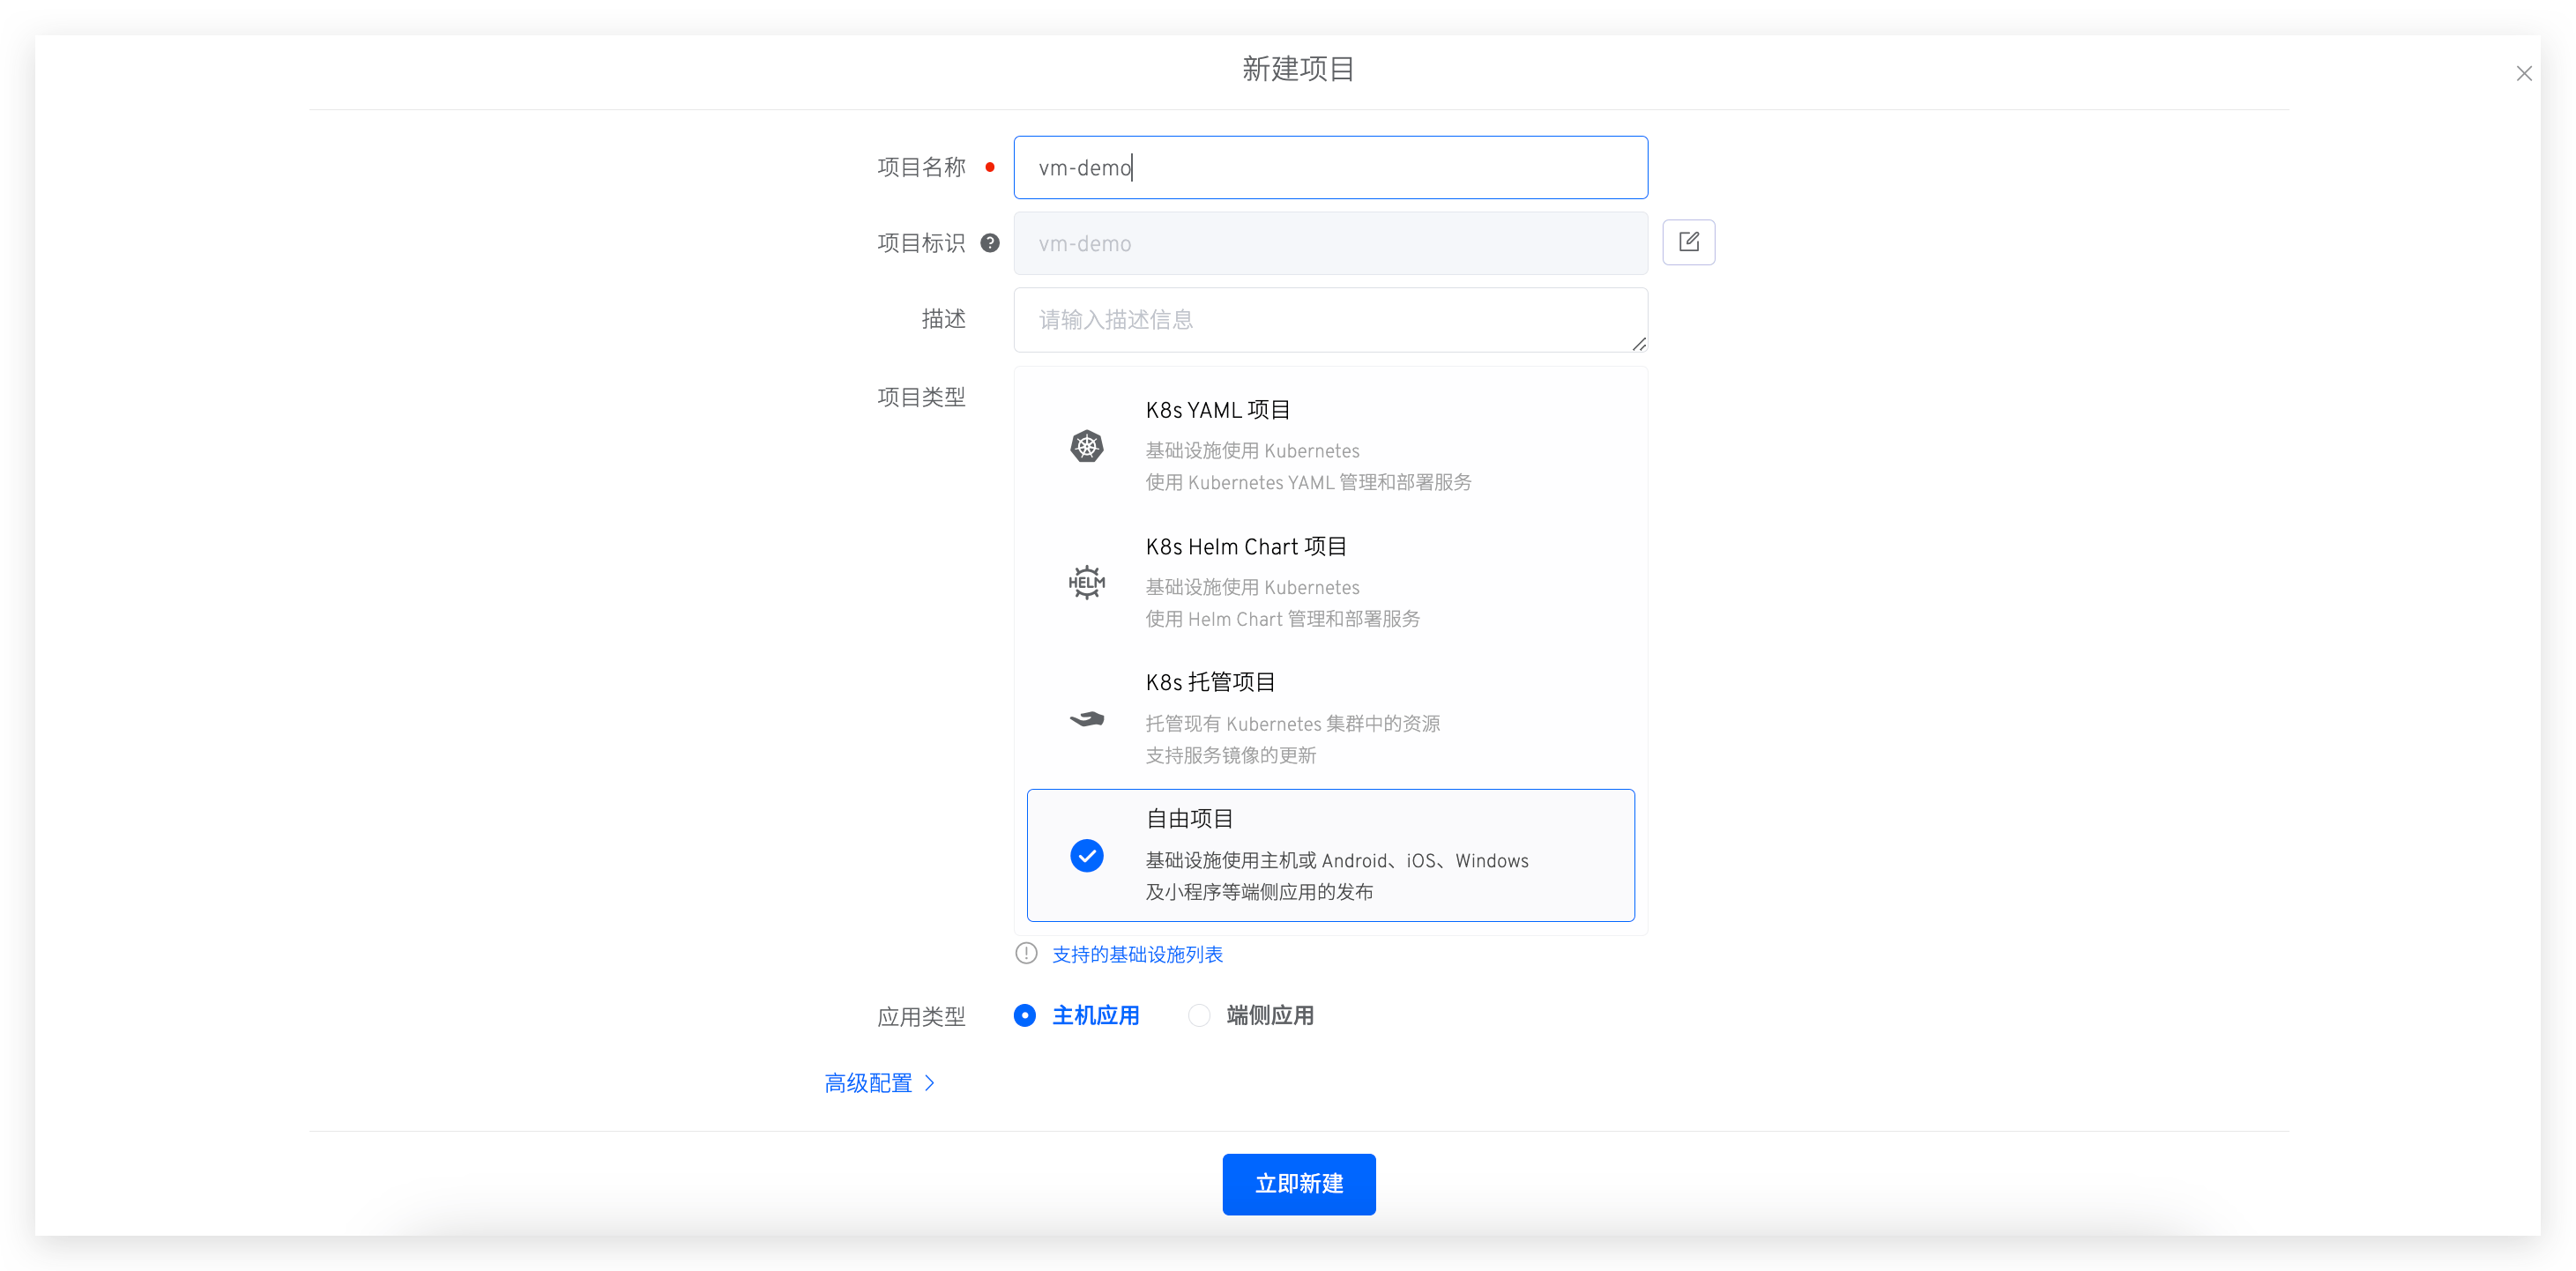 新建项目
项目名称 vm-demo
项目标识 vm-demo
描述 请输入描述信息
项目类型
K8s YAML 项目
基础设施使用 Kubernetes
使用 Kubernetes YAML 管理和部署服务
HELM
K8s Helm Chart 项目
基础设施使用 Kubernetes
使用 Helm Chart 管理和部署服务
K8s 托管项目
托管现有 Kubernetes 集群中的资源
支持服务镜像的更新
自由项目
基础设施使用主机或 Android、iOS、Windows
及小程序等端侧应用的发布
支持的基础设施列表
应用类型 主机应用 端侧应用
高级配置
立即新建